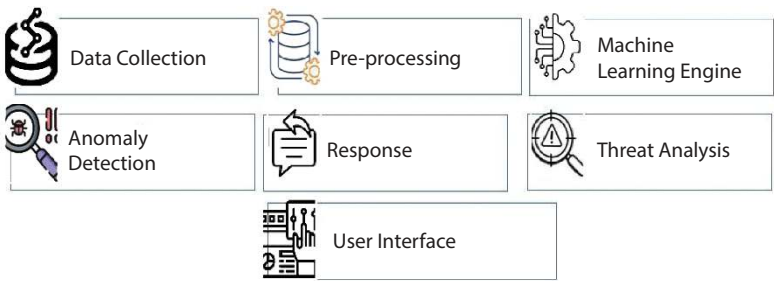 Data Collection
Pre-processing
Machine
Learning Engine
Anomaly
Detection
Response
Threat Analysis
User Interface